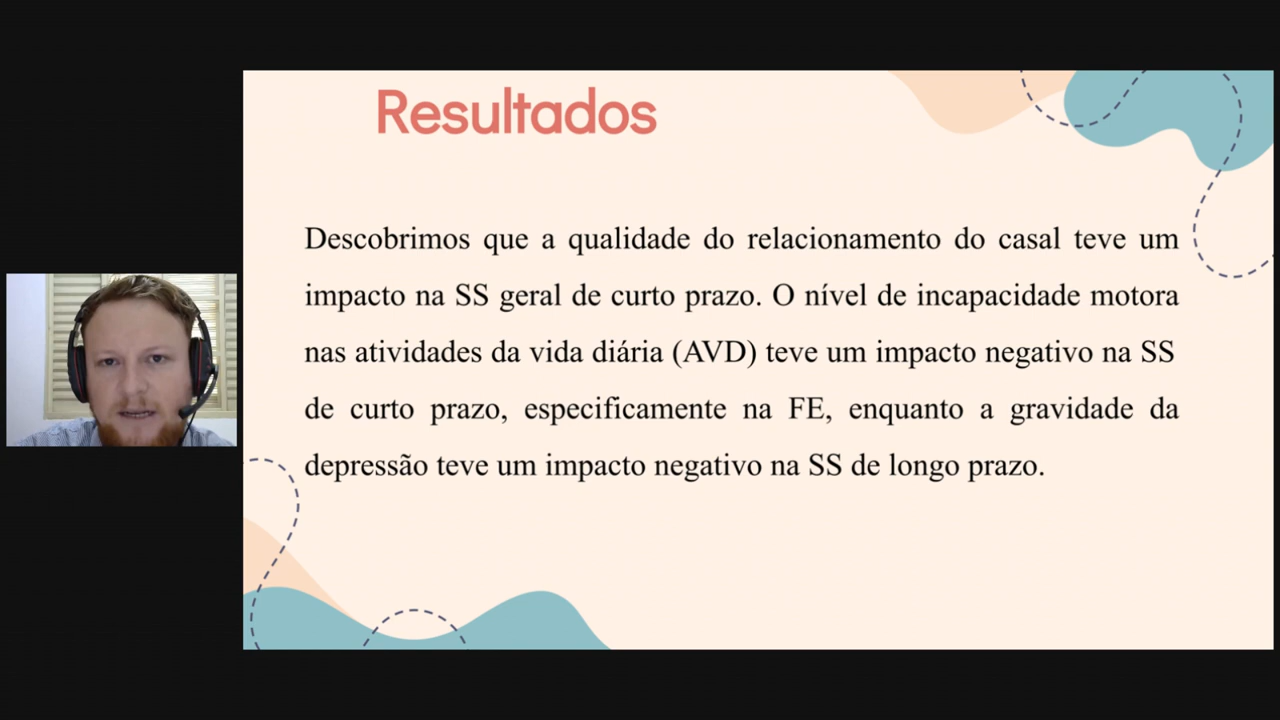 Resultados
Descobrimos que a qualidade do relacionamento do casal teve um
impacto na SS geral de curto prazo. O nível de incapacidade motora
nas atividades da vida diária (AVD) teve um impacto negativo na SS
de curto prazo, especificamente na FE, enquanto a gravidade da
depressão teve um impacto negativo na SS de longo prazo.